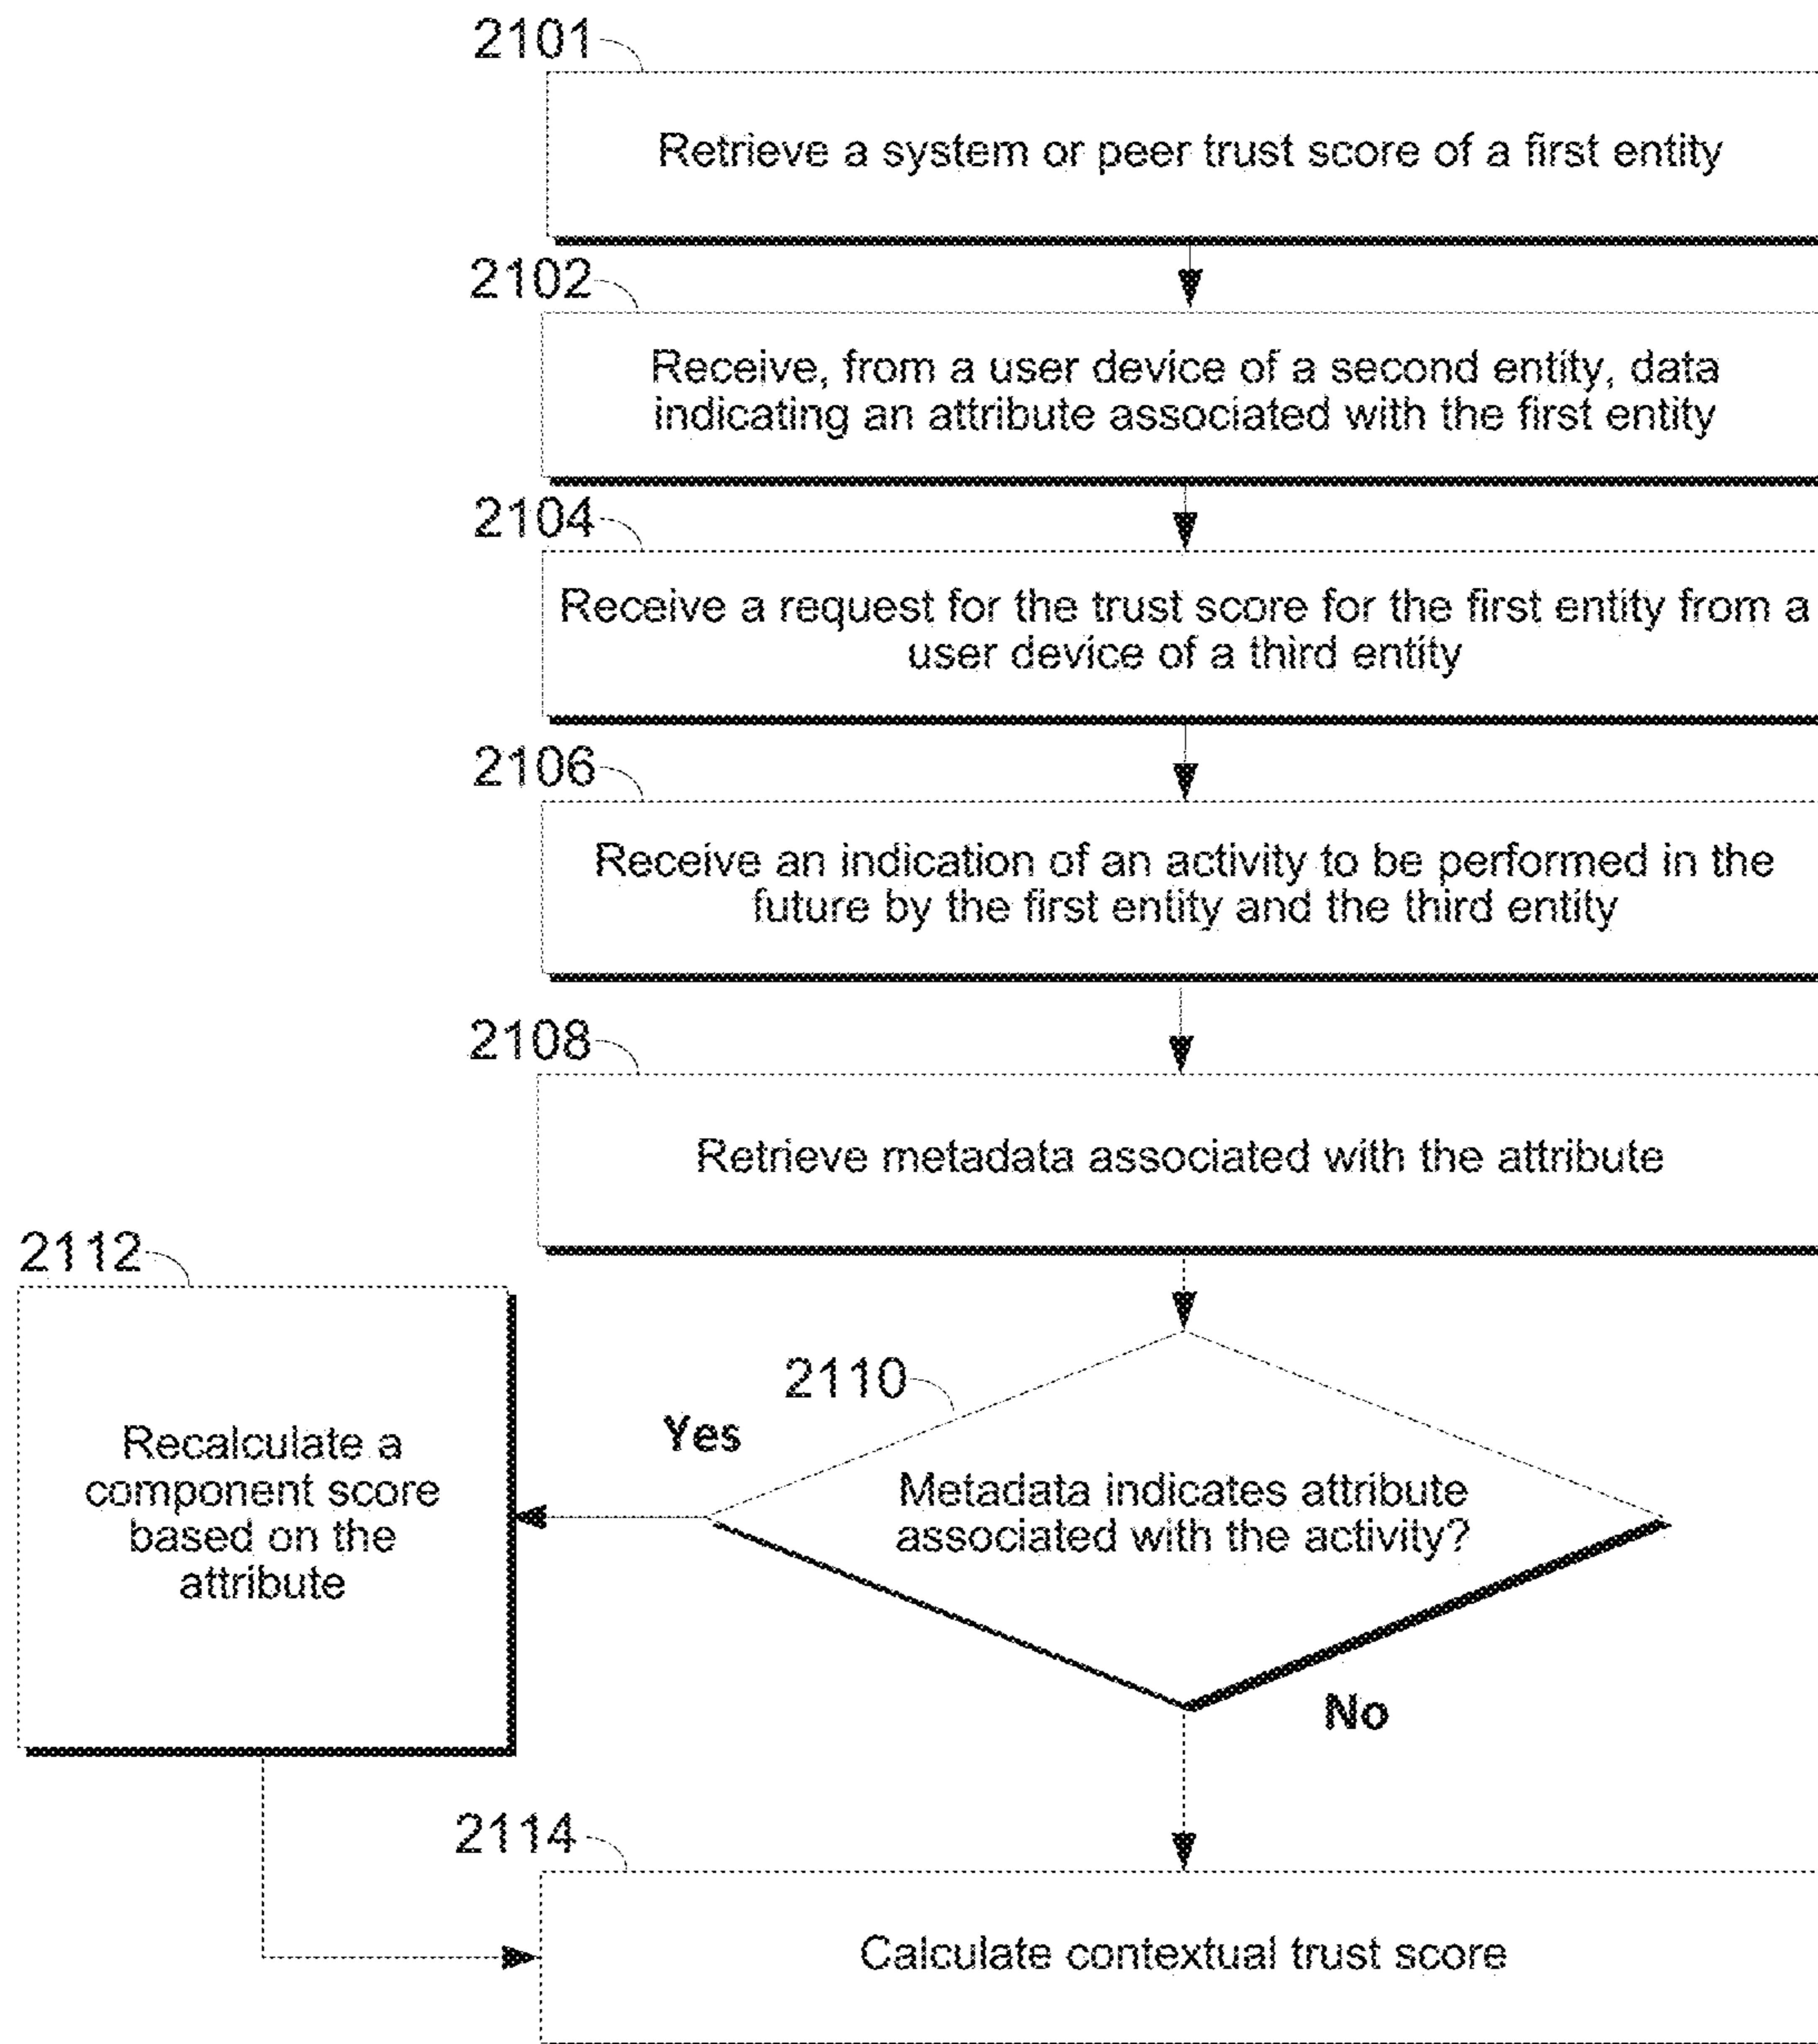 2101
Retrieve a system or peer trust score of a first entity
2102
Receive, from a user device of a second entity, data
indicating an attribute associated with the first entity
2104
Receive a request for the trust score for the first entity from a
user device of a third entity
2106
Receive an indication of an activity to be performed in the
future by the first entity and the third entity
2108
Retrieve metadata associated with the attribute
2110
Metadata indicates attribute
associated with the activity?
Yes
2112
Recalculate a
component score
based on the
attribute
No
2114
Calculate contextual trust score